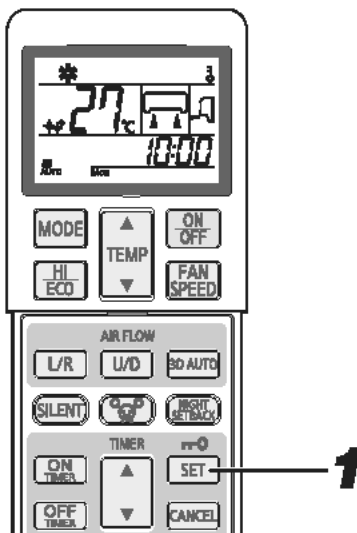 27 °C
10:00
AUTO Mon
MODE TEMP ON OFF
HI ECO FAN SPEED
AIR FLOW
L/R U/D 3D AUTO
SILENT NIGHT SETBACK
TIMER
ON TIMER SET
OFF TIMER CANCEL
1